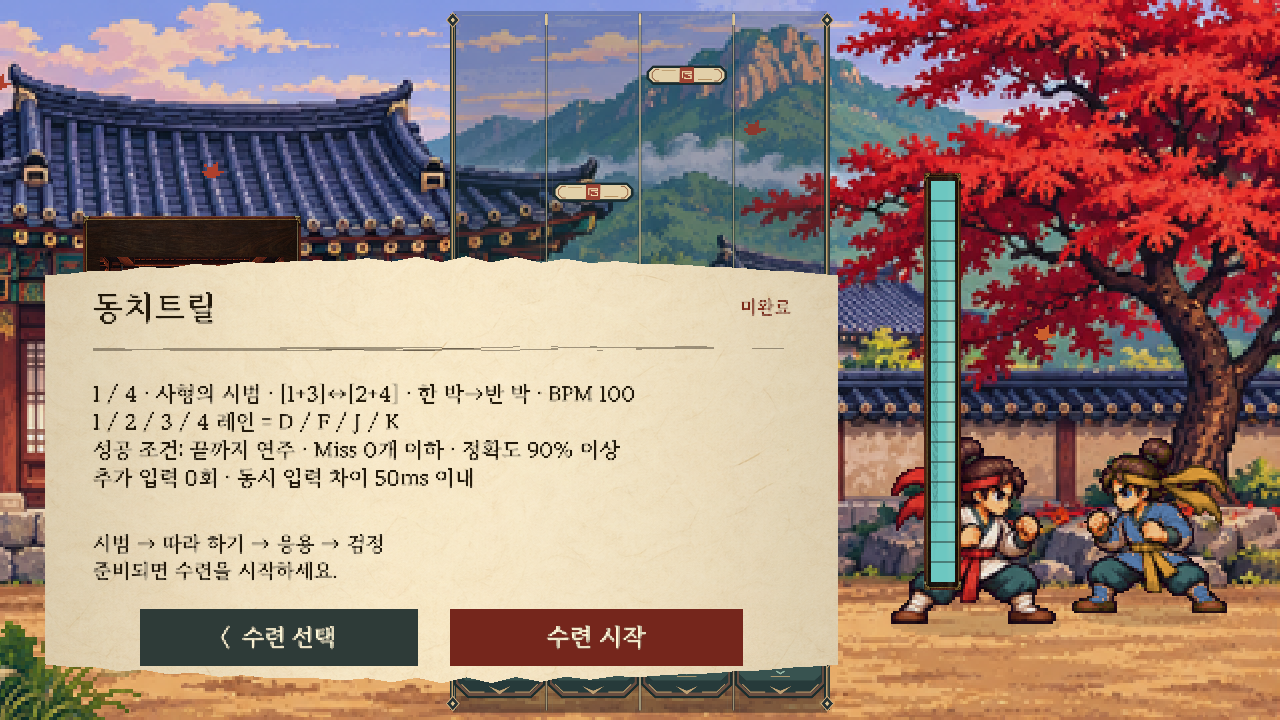 동치트릴
미완료
1 / 4 · 사형의 시범 · [1+3]↔[2+4] · 한 박→반 박 · BPM 100
1 / 2 / 3 / 4 레인 = D / F / J / K
성공 조건: 끝까지 연주 · Miss 0개 이하 · 정확도 90% 이상
추가 입력 0회 · 동시 입력 차이 50ms 이내
시범 → 따라 하기 → 응용 → 검정
준비되면 수련을 시작하세요.
〈 수련 선택
수련 시작